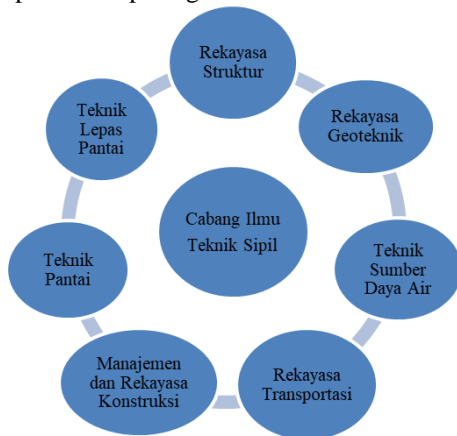 Rekayasa
Struktur
Rekayasa
Geoteknik
Teknik
Sumber
Daya Air
Rekayasa
Transportasi
Manajemen
dan Rekayasa
Konstruksi
Teknik
Pantai
Teknik
Lepas
Pantai
Cabang Ilmu
Teknik Sipil